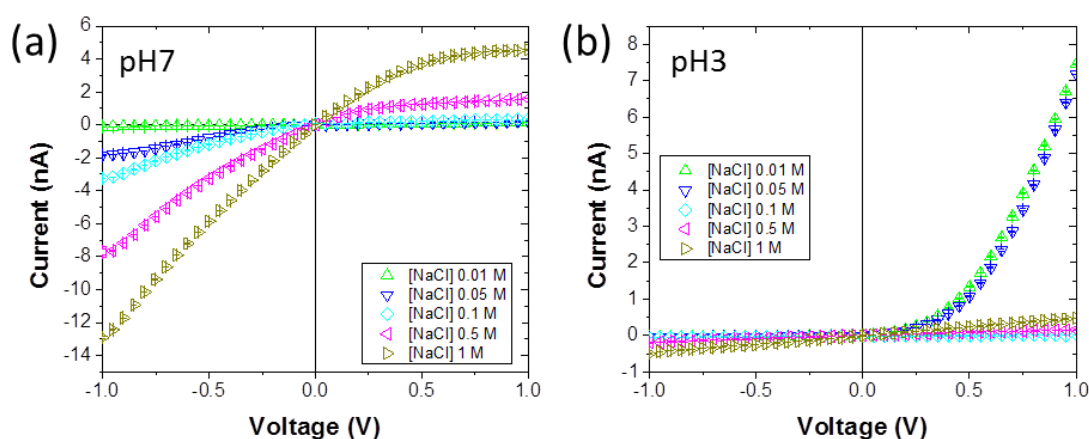 (a)
pH7
6
4
2
0
-2
-4
-6
-8
-10
-12
-14
Current (nA)
[NaCl] 0.01 M
[NaCl] 0.05 M
[NaCl] 0.1 M
[NaCl] 0.5 M
[NaCl] 1 M
-1.0 -0.5 0.0 0.5 1.0
Voltage (V)
(b)
pH3
8
7
6
5
4
3
2
1
0
-1
Current (nA)
[NaCl] 0.01 M
[NaCl] 0.05 M
[NaCl] 0.1 M
[NaCl] 0.5 M
[NaCl] 1 M
-1.0 -0.5 0.0 0.5 1.0
Voltage (V)